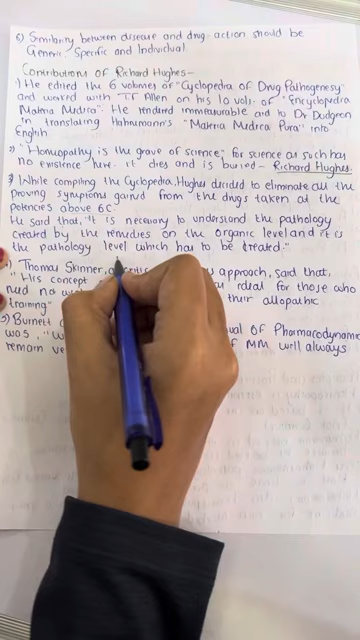 6) Similarity between disease and drug action should be
Generic. Specific and Individual
Contributions of Richard Hughes-
1) He edited the 6 volumes of "Cyclopedia of Drug Pathogenesy
and worked with TF Allen on his 10 vols of "Encyclopedia
Materia Medica". He rendered immeasurable aid to Dr Dudgeon
in translating Hahnemann's "Materia Medica Pura" into
English.
2) "Homeopathy is the grave of science", for science as such has
no existence here. it dies and is buried- Richard Hughes.
3) While compiling the Cyclopedia, Hughes decided to eliminate all the
Proving symptoms gained from the drugs taken at the
Potencies above 6C.
He said that, "it is necessary to understand the pathology
created by the remedies on the organic level and it is
the pathology level which has to be treated."
Thomas Skinner, approach, said that,
"His concept ideal for those who
no their allopathic
training"
5) Burnett ual OF Pharmacodynamic
was, " F MM will always
remain